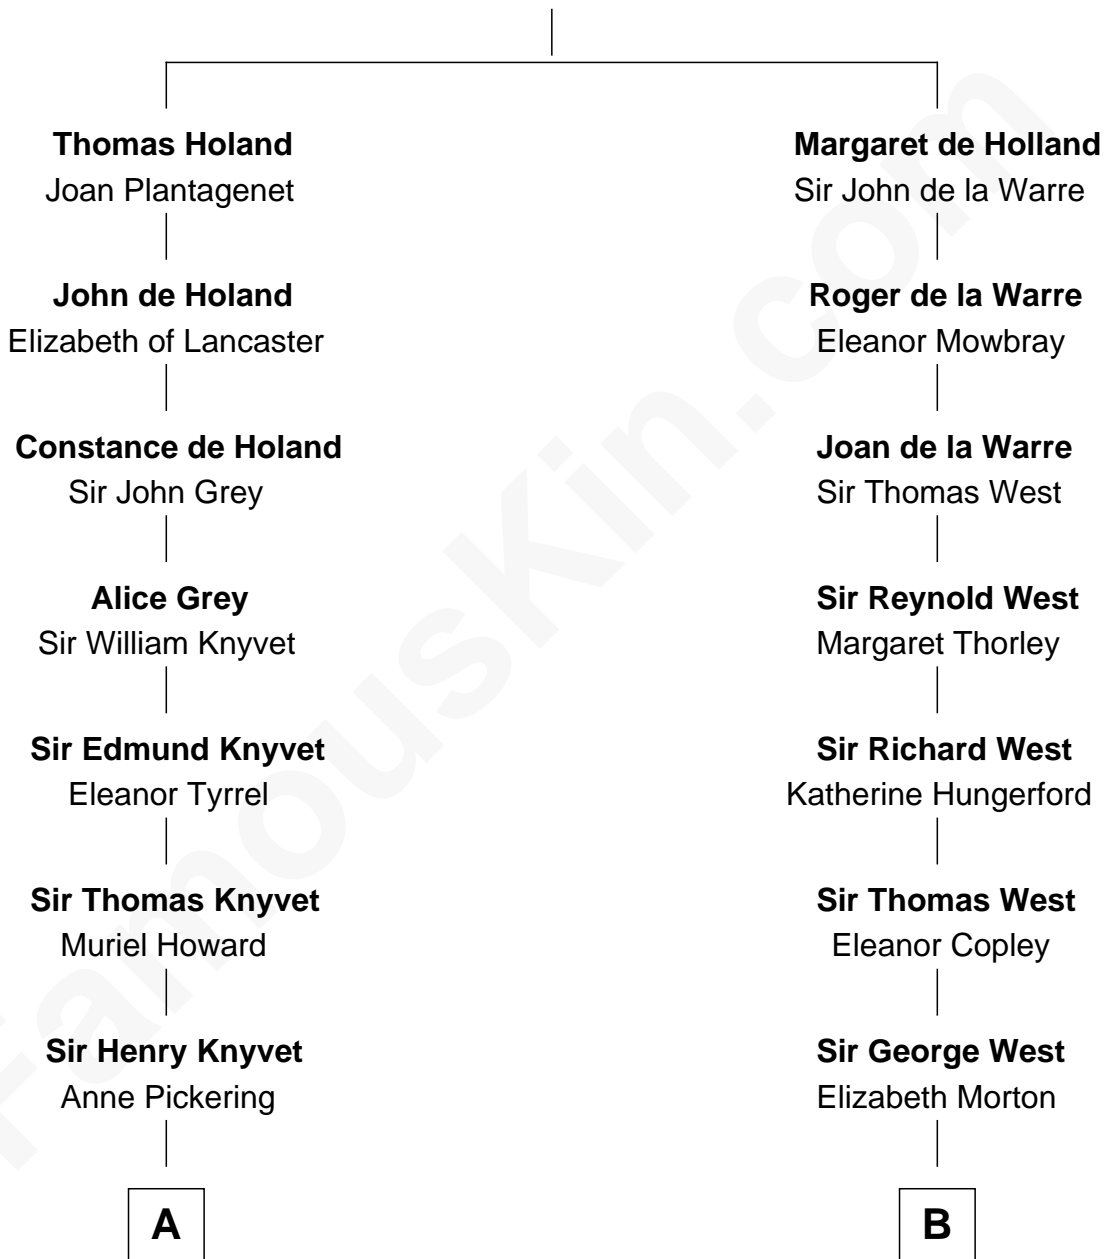 Thomas Holand
Joan Plantagenet
John de Holand
Elizabeth of Lancaster
Constance de Holand
Sir John Grey
Alice Grey
Sir William Knyvet
Sir Edmund Knyvet
Eleanor Tyrrel
Sir Thomas Knyvet
Muriel Howard
Sir Henry Knyvet
Anne Pickering
A
Margaret de Holland
Sir John de la Warre
Roger de la Warre
Eleanor Mowbray
Joan de la Warre
Sir Thomas West
Sir Reynold West
Margaret Thorley
Sir Richard West
Katherine Hungerford
Sir Thomas West
Eleanor Copley
Sir George West
Elizabeth Morton
B
FamousKin.com